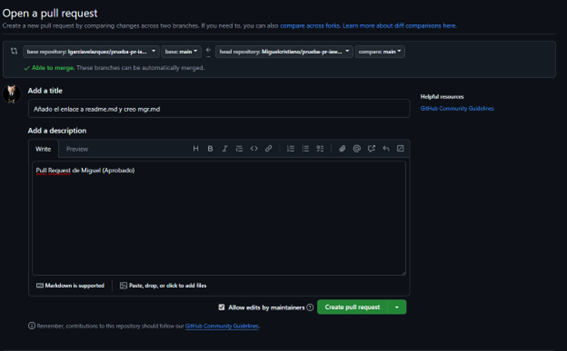 Open a pull request
Create a new pull request by comparing changes across two branches. If you need to, you can also compare across forks. Learn more about diff comparisons here.
base repository: lgarciavelazquez/prueba-pr-ia... base: main head repository: Miguelcristiano/prueba-pr-iaw... compare: main
Able to merge. These branches can be automatically merged.
Add a title
Añado el enlace a readme.md y creo mgr.md
Helpful resources
GitHub Community Guidelines
Add a description
Write Preview
Pull Request de Miguel (Aprobado)
Markdown is supported Paste, drop, or click to add files
Allow edits by maintainers Create pull request
Remember, contributions to this repository should follow our GitHub Community Guidelines.